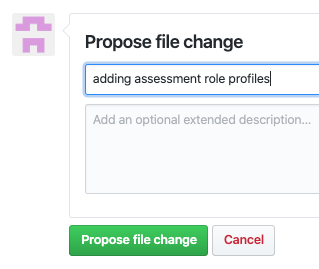 Propose file change
adding assessment role profiles
Add an optional extended description...
Propose file change
Cancel